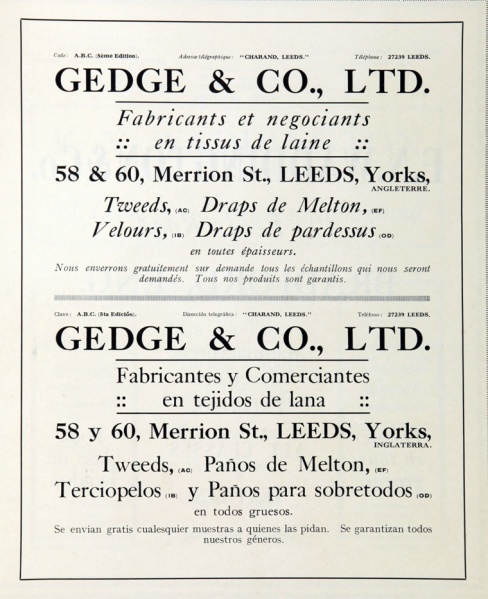 Code: A.B.C. (5ème Edition). Adresse télégraphique: "CHARAND, LEEDS." Téléphone: 27239 LEEDS.
GEDGE & CO., LTD.
Fabricants et negociants
:: en tissus de laine ::
58 & 60, Merrion St., LEEDS, Yorks,
ANGLETERRE.
Tweeds, (AC) Draps de Melton, (EF)
Velours, (IB) Draps de pardessus (OD)
en toutes épaisseurs.
Nous enverrons gratuitement sur demande tous les échantillons qui nous seront
demandés. Tous nos produits sont garantis.
Clave: A.B.C. (5ta Edición). Dirección telegráfica: "CHARAND, LEEDS." Teléfono: 27239 LEEDS.
GEDGE & CO., LTD.
Fabricantes y Comerciantes
:: en tejidos de lana ::
58 y 60, Merrion St., LEEDS, Yorks,
INGLATERRA.
Tweeds, (AC) Paños de Melton, (EF)
Terciopelos (IB) y Paños para sobretodos (OD)
en todos gruesos.
Se envian gratis cualesquier muestras a quienes las pidan. Se garantizan todos
nuestros géneros.